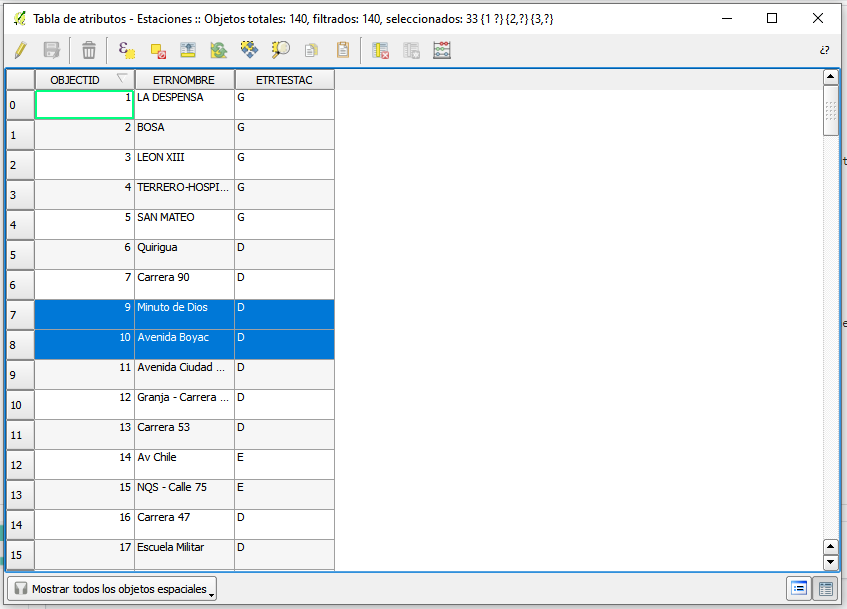 Tabla de atributos - Estaciones :: Objetos totales: 140, filtrados: 140, seleccionados: 33 {1 ?} {2,?} {3,?}
¿?
OBJECTID ETRNOMBRE ETRTESTAC
0 1 LA DESPENSA G
1 2 BOSA G
2 3 LEON XIII G
3 4 TERRERO-HOSPI... G
4 5 SAN MATEO G
5 6 Quirigua D
6 7 Carrera 90 D
7 9 Minuto de Dios D
8 10 Avenida Boyac D
9 11 Avenida Ciudad ... D
10 12 Granja - Carrera ... D
11 13 Carrera 53 D
12 14 Av Chile E
13 15 NQS - Calle 75 E
14 16 Carrera 47 D
15 17 Escuela Militar D
Mostrar todos los objetos espaciales